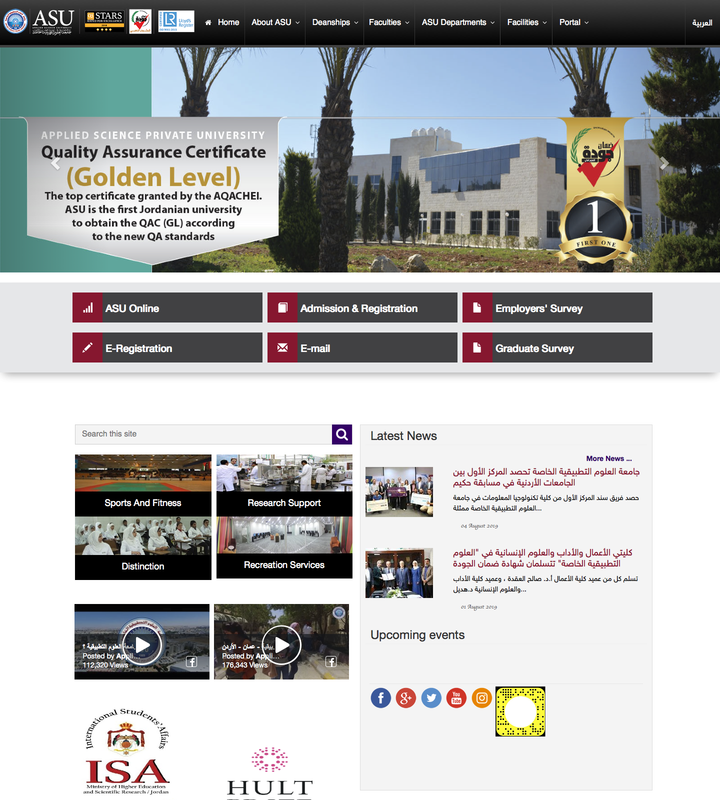 ASU
STARS
Home
About ASU
Deanships
Faculties
ASU Departments
Facilities
Portal
العربية
APPLIED SCIENCE PRIVATE UNIVERSITY
Quality Assurance Certificate
(Golden Level)
The top certificate granted by the AQACHEI.
ASU is the first Jordanian university
to obtain the QAC (GL) according
to the new QA standards
ضمان
جودة
1
FIRST ONE
ASU Online
Admission & Registration
Employers' Survey
E-Registration
E-mail
Graduate Survey
Search this site
Sports And Fitness
Research Support
Distinction
Recreation Services
Posted by Appli...
112,320 Views
عمان - الأردن
Posted by Appli...
176,343 Views
International Students' Affairs
ISA
Ministry of Higher Education
and Scientific Research / Jordan
HULT
Latest News
More News ...
جامعة العلوم التطبيقية الخاصة تحصد المركز الأول بين
الجامعات الأردنية في مسابقة حكيم
حصد فريق سند المركز الأول من كلية تكنولوجيا المعلومات في جامعة
العلوم التطبيقية الخاصة ممثلة...
04 August 2019
كليتي الأعمال والأداب والعلوم الإنسانية في "العلوم
التطبيقية الخاصة" تتسلمان شهادة ضمان الجودة
تسلم كل من عميد كلية الأعمال أ.د. صالح العقدة ، وعميد كلية الأداب
والعلوم الإنسانية د.هديل...
01 August 2019
Upcoming events
You
Tube